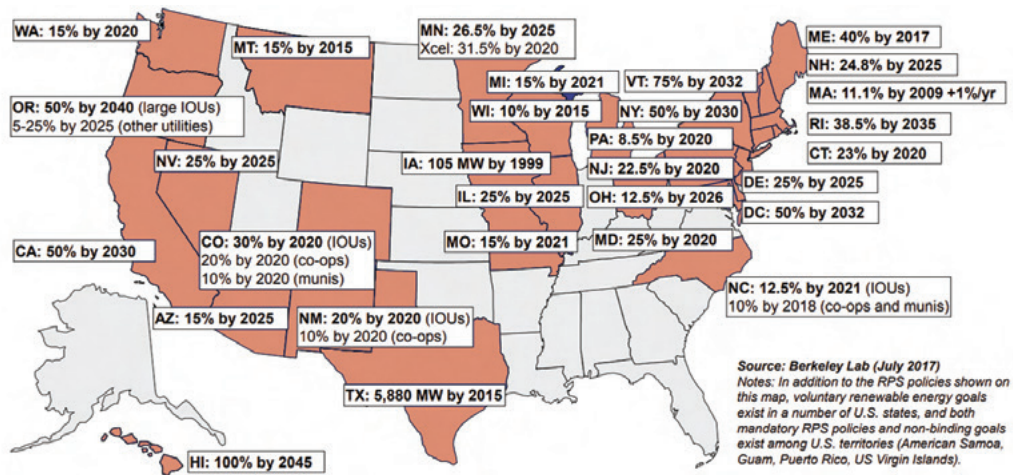 WA: 15% by 2020
MT: 15% by 2015
MN: 26.5% by 2025
Xcel: 31.5% by 2020
ME: 40% by 2017
NH: 24.8% by 2025
MI: 15% by 2021
VT: 75% by 2032
MA: 11.1% by 2009 +1%/yr
OR: 50% by 2040 (large IOUs)
5-25% by 2025 (other utilities)
WI: 10% by 2015
NY: 50% by 2030
RI: 38.5% by 2035
PA: 8.5% by 2020
CT: 23% by 2020
NV: 25% by 2025
IA: 105 MW by 1999
NJ: 22.5% by 2020
DE: 25% by 2025
IL: 25% by 2025
OH: 12.5% by 2026
DC: 50% by 2032
CA: 50% by 2030
CO: 30% by 2020 (IOUs)
20% by 2020 (co-ops)
10% by 2020 (munis)
MO: 15% by 2021
MD: 25% by 2020
NC: 12.5% by 2021 (IOUs)
10% by 2018 (co-ops and munis)
AZ: 15% by 2025
NM: 20% by 2020 (IOUs)
10% by 2020 (co-ops)
TX: 5,880 MW by 2015
HI: 100% by 2045
Source: Berkeley Lab (July 2017)
Notes: In addition to the RPS policies shown on
this map, voluntary renewable energy goals
exist in a number of U.S. states, and both
mandatory RPS policies and non-binding goals
exist among U.S. territories (American Samoa,
Guam, Puerto Rico, US Virgin Islands).